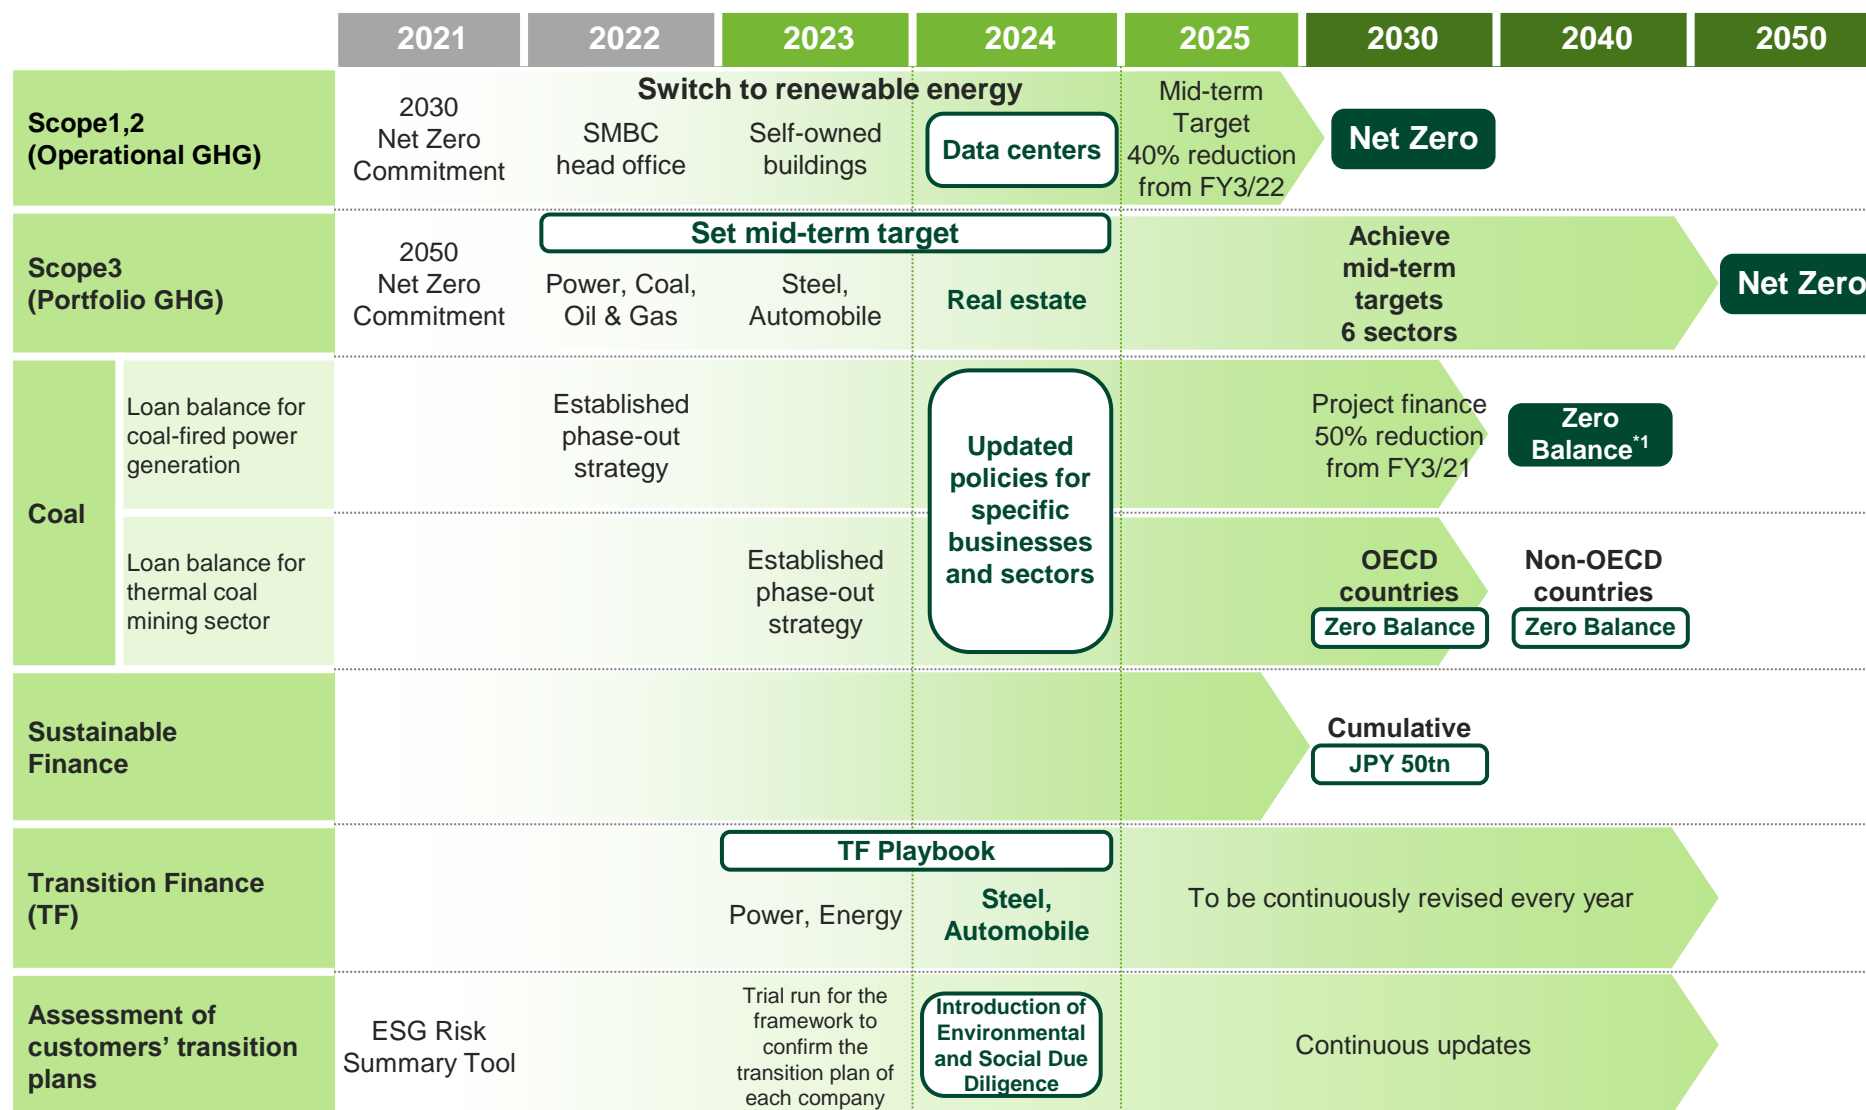 2021 2022 2023 2024 2025 2030 2040 2050
Scope1,2
(Operational GHG)
2030
Net Zero
Commitment
Switch to renewable energy
SMBC
head office
Self-owned
buildings
Data centers
Mid-term
Target
40% reduction
from FY3/22
Net Zero
Scope3
(Portfolio GHG)
2050
Net Zero
Commitment
Set mid-term target
Power, Coal,
Oil & Gas
Steel,
Automobile
Real estate
Achieve
mid-term
targets
6 sectors
Net Zero
Coal
Loan balance for
coal-fired power
generation
Established
phase-out
strategy
Updated
policies for
specific
businesses
and sectors
Project finance
50% reduction
from FY3/21
Zero
Balance*1
Loan balance for
thermal coal
mining sector
Established
phase-out
strategy
OECD
countries
Zero Balance
Non-OECD
countries
Zero Balance
Sustainable
Finance
Cumulative
JPY 50tn
Transition Finance
(TF)
TF Playbook
Power, Energy
Steel,
Automobile
To be continuously revised every year
Assessment of
customers’ transition
plans
ESG Risk
Summary Tool
Trial run for the
framework to
confirm the
transition plan of
each company
Introduction of
Environmental
and Social Due
Diligence
Continuous updates